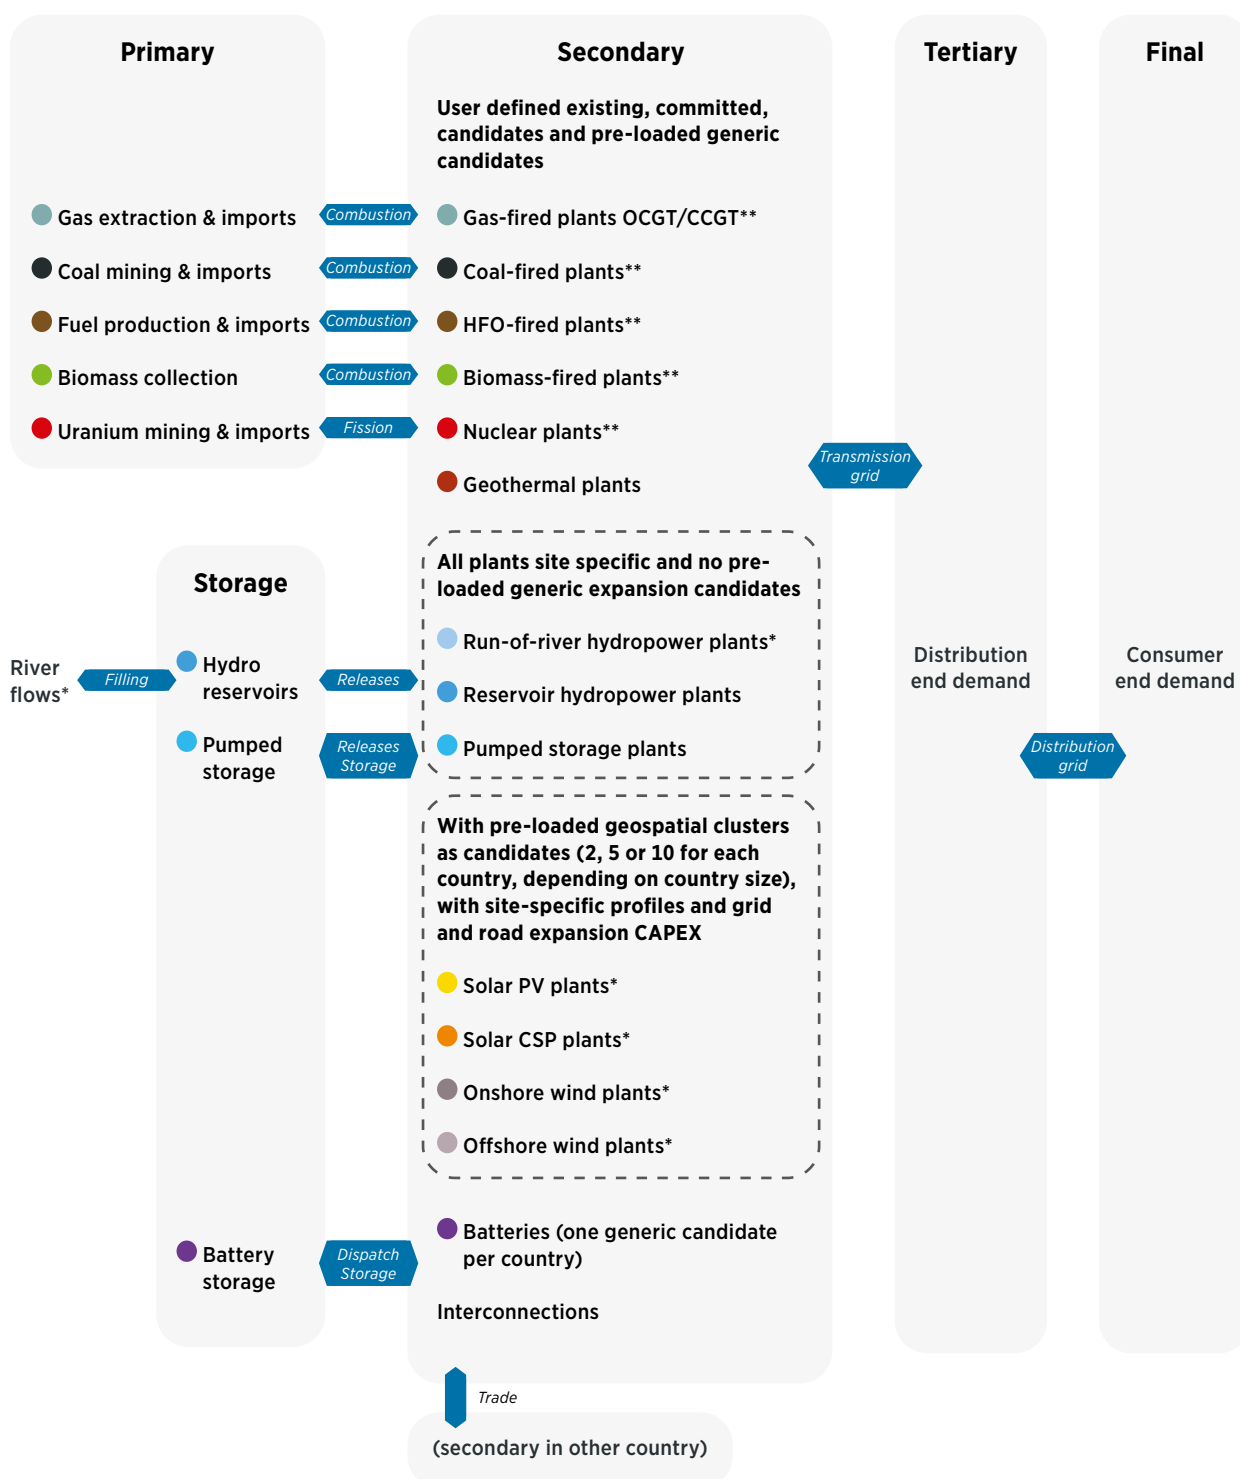 Primary
Secondary
Tertiary
Final
User defined existing, committed,
candidates and pre-loaded generic
candidates
Gas extraction & imports
Combustion
Gas-fired plants OCGT/CCGT**
Coal mining & imports
Combustion
Coal-fired plants**
Fuel production & imports
Combustion
HFO-fired plants**
Biomass collection
Combustion
Biomass-fired plants**
Uranium mining & imports
Fission
Nuclear plants**
Transmission
grid
Geothermal plants
Storage
All plants site specific and no pre-
loaded generic expansion candidates
Run-of-river hydropower plants*
River
flows*
Filling
Hydro
reservoirs
Releases
Reservoir hydropower plants
Distribution
end demand
Consumer
end demand
Pumped
storage
Releases
Storage
Pumped storage plants
Distribution
grid
With pre-loaded geospatial clusters
as candidates (2, 5 or 10 for each
country, depending on country size),
with site-specific profiles and grid
and road expansion CAPEX
Solar PV plants*
Solar CSP plants*
Onshore wind plants*
Offshore wind plants*
Battery
storage
Dispatch
Storage
Batteries (one generic candidate
per country)
Interconnections
Trade
(secondary in other country)